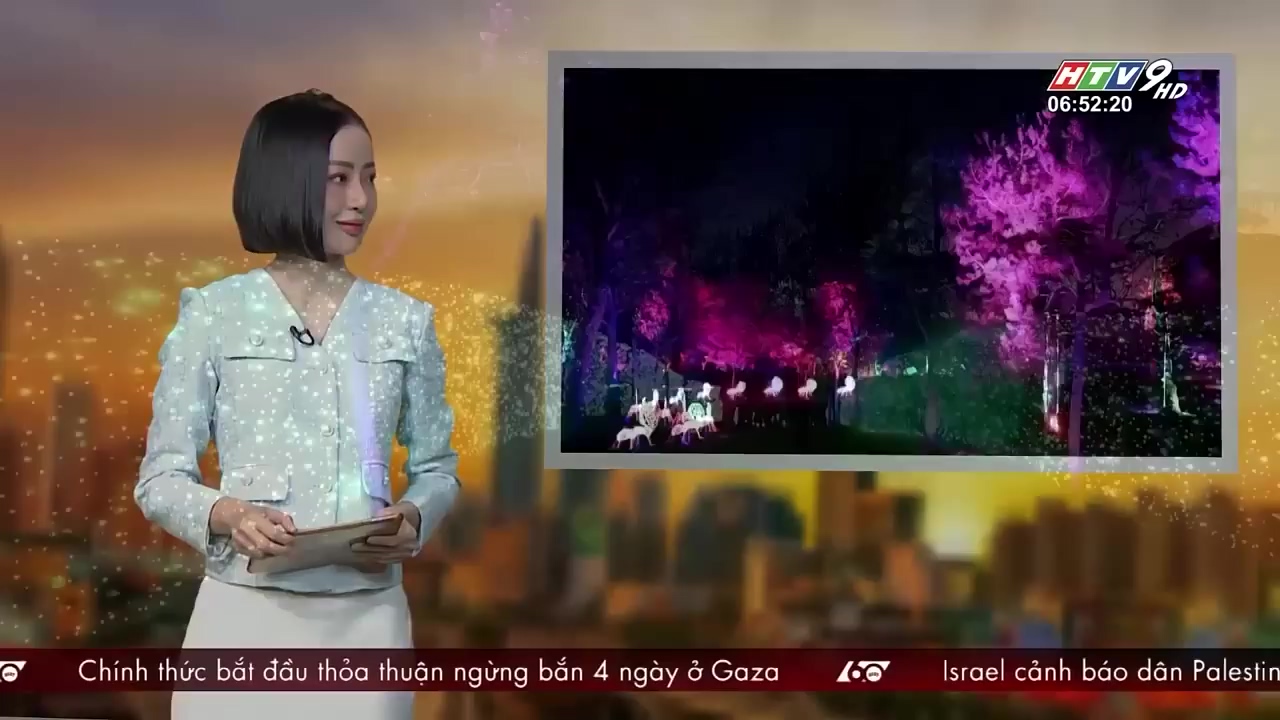 HTV9 HD
06:52:20
Chính thức bắt đầu thỏa thuận ngừng bắn 4 ngày ở Gaza
60
Israel cảnh báo dân Palestin